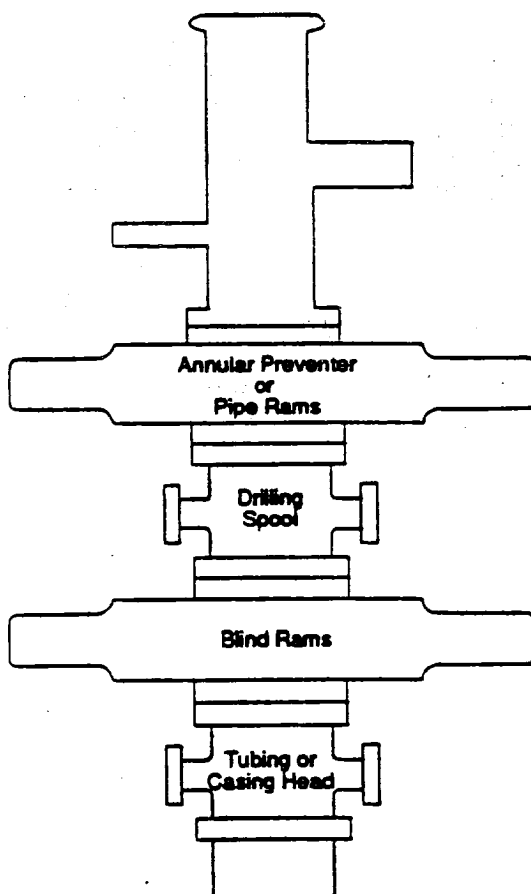 Annular Preventer
or
Pipe Rams
Drilling
Spool
Blind Rams
Tubing or
Casing Head